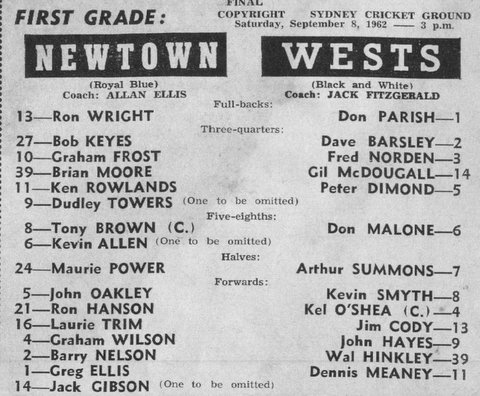 FINAL
FIRST GRADE:
COPYRIGHT SYDNEY CRICKET GROUND
Saturday, September 8, 1962 — 3 p.m.
NEWTOWN WESTS
(Royal Blue) (Black and White)
Coach: ALLAN ELLIS Coach: JACK FITZGERALD
Full-backs:
13—Ron WRIGHT Don PARISH—1
Three-quarters:
27—Bob KEYES Dave BARSLEY—2
10—Graham FROST Fred NORDEN—3
39—Brian MOORE Gil McDOUGALL—14
11—Ken ROWLANDS Peter DIMOND—5
9—Dudley TOWERS (One to be omitted)
Five-eighths:
8—Tony BROWN (C.) Don MALONE—6
6—Kevin ALLEN (One to be omitted)
Halves:
24—Maurie POWER Arthur SUMMONS—7
Forwards:
5—John OAKLEY Kevin SMYTH—8
21—Ron HANSON Kel O'SHEA (C.)—4
16—Laurie TRIM Jim CODY—13
4—Graham WILSON John HAYES—9
2—Barry NELSON Wal HINKLEY—39
1—Greg ELLIS Dennis MEANEY—11
14—Jack GIBSON (One to be omitted)